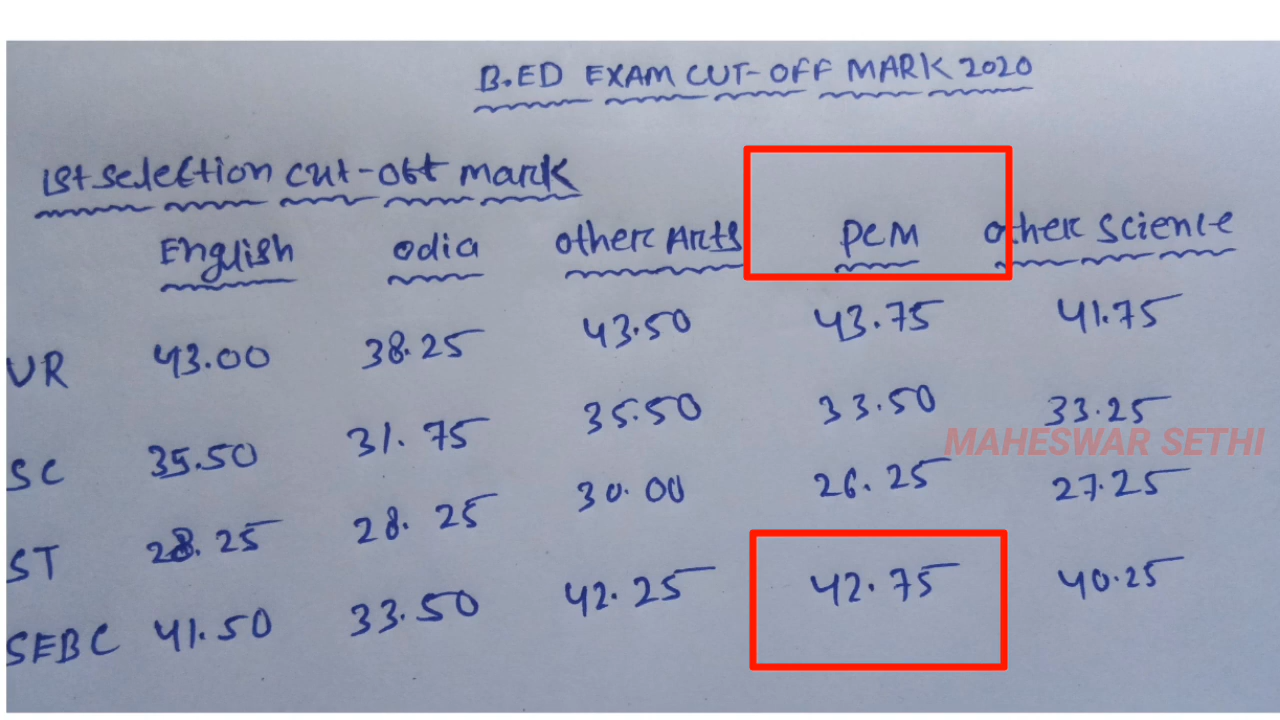 B.ED EXAM CUT-OFF MARK 2020
1st selection cut-off mark
English odia other Arts PCM other science
UR 43.00 38.25 43.50 43.75 41.75
SC 35.50 31.75 35.50 33.50 33.25
MAHESWAR SETHI
ST 28.25 28.25 30.00 26.25 27.25
SEBC 41.50 33.50 42.25 42.75 40.25